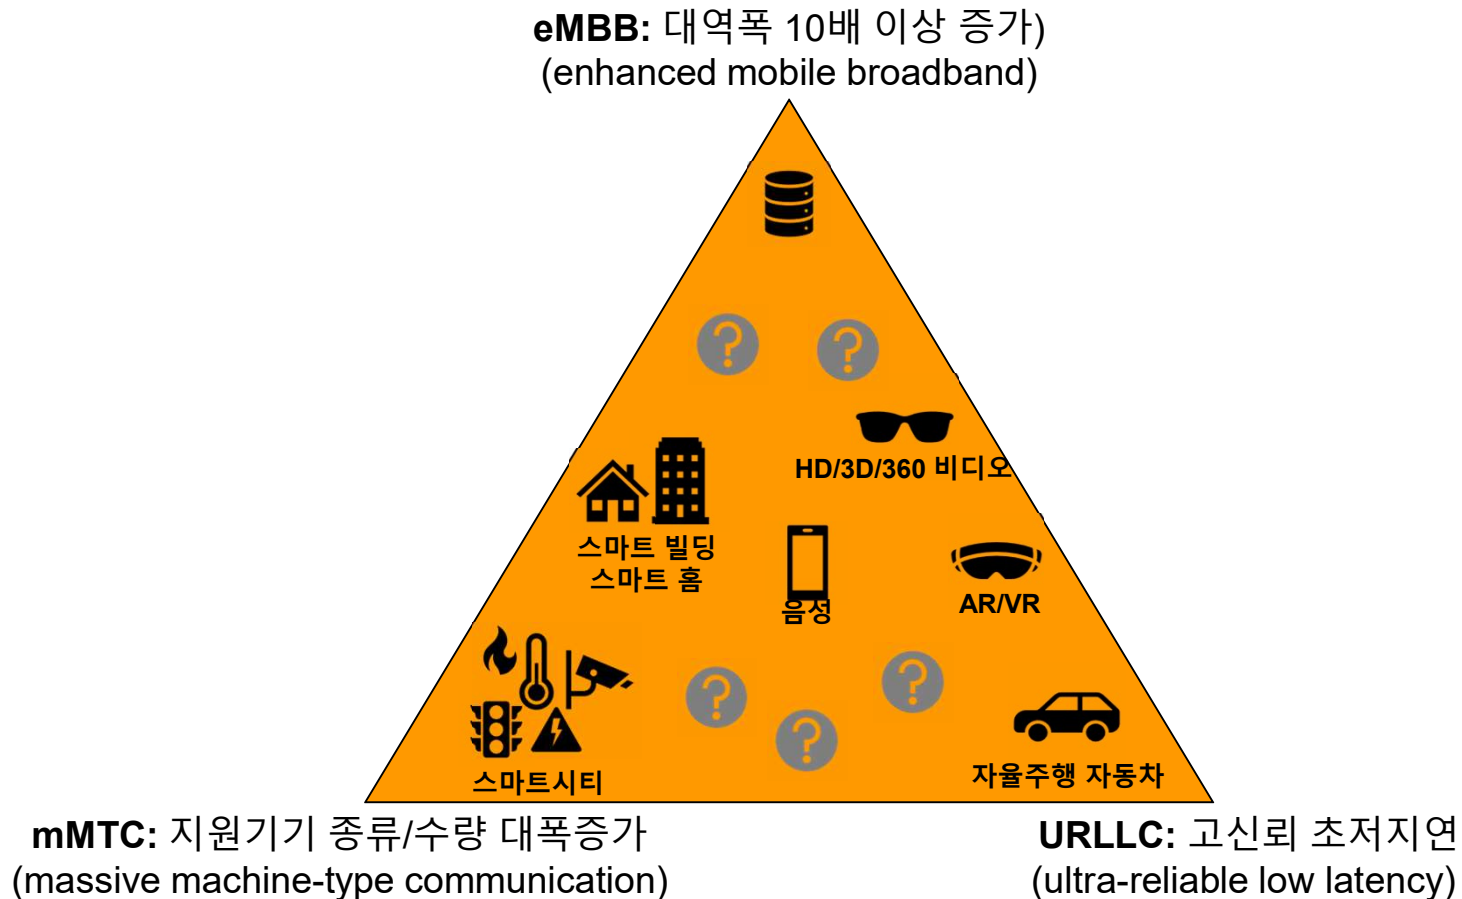 eMBB: 대역폭 10배 이상 증가)
(enhanced mobile broadband)
?
?
HD/3D/360 비디오
스마트 빌딩
스마트 홈
음성
AR/VR
?
?
?
스마트시티
자율주행 자동차
mMTC: 지원기기 종류/수량 대폭증가
(massive machine-type communication)
URLLC: 고신뢰 초저지연
(ultra-reliable low latency)